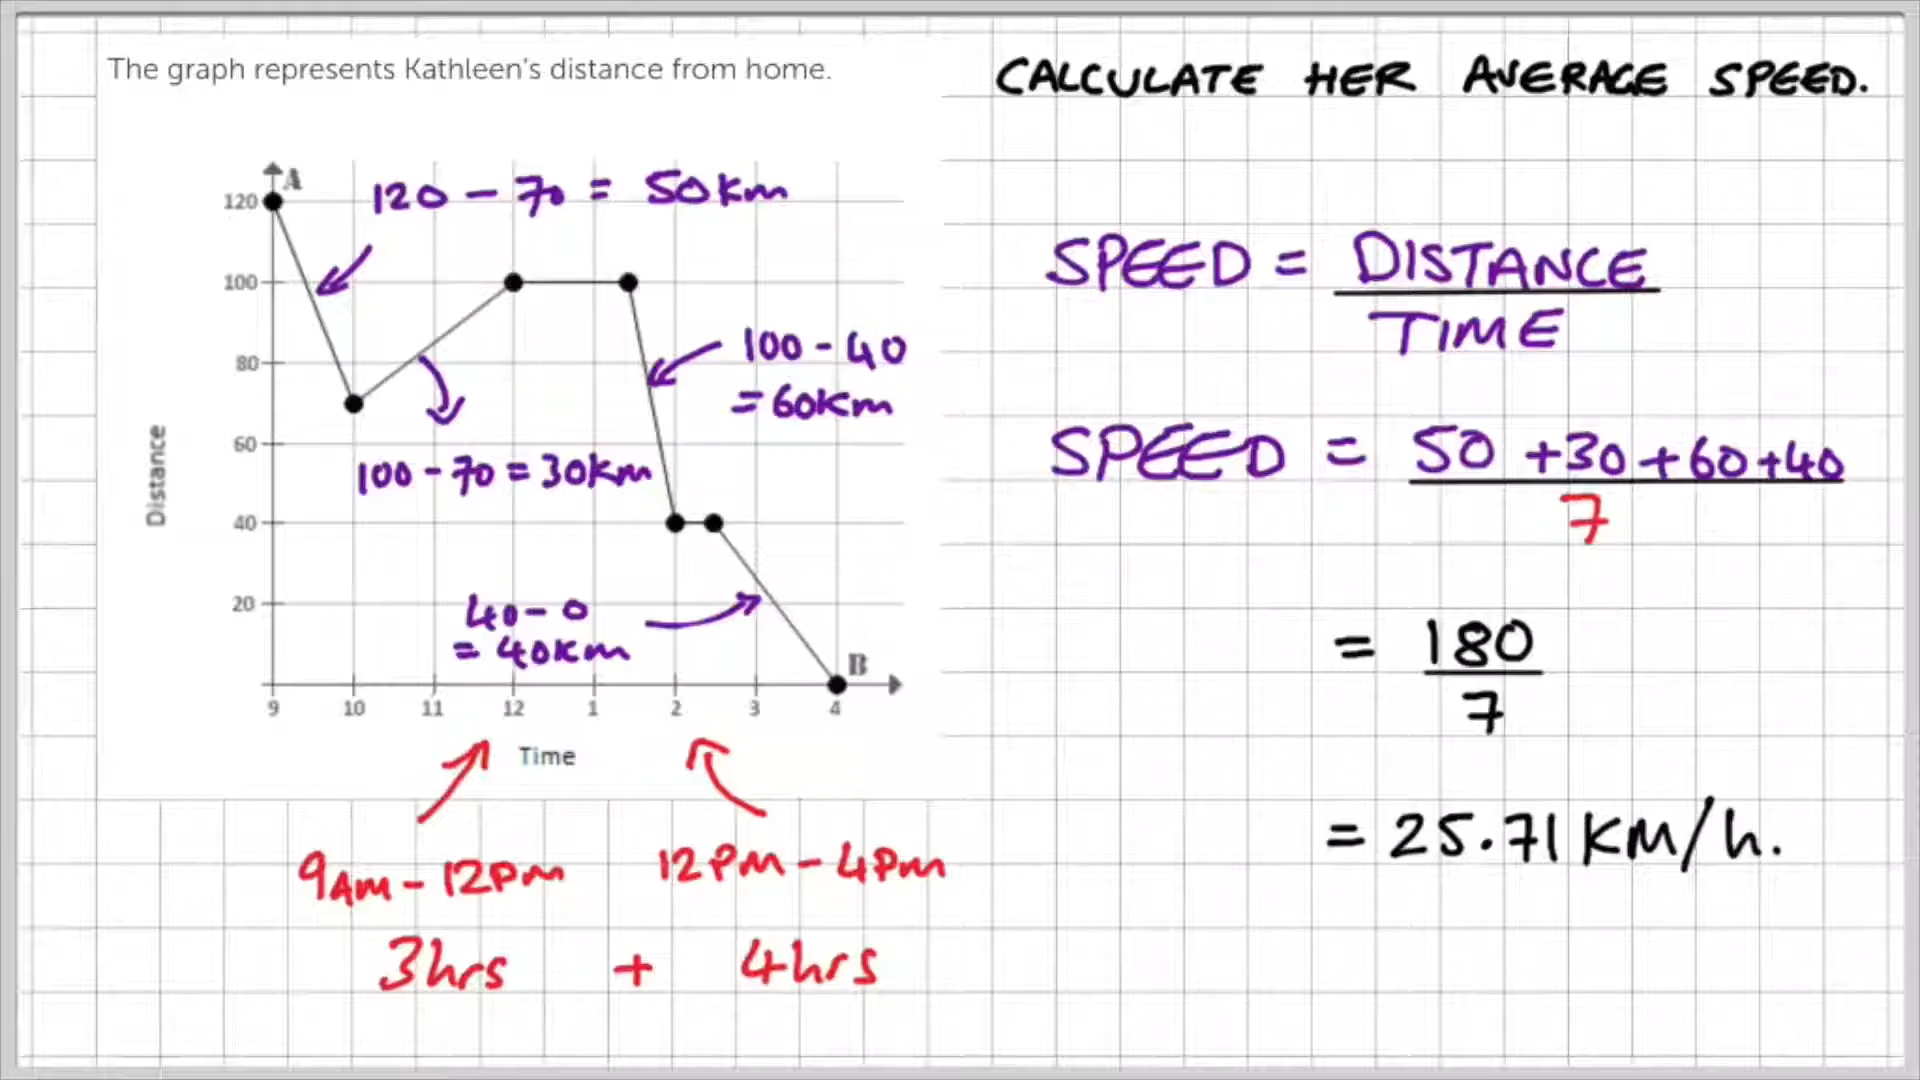 The graph represents Kathleen's distance from home.
CALCULATE HER AVERAGE SPEED.
A
120 - 70 = 50km
120
100
80
60
40
20
Distance
100 - 40
= 60km
100 - 70 = 30km
40 - 0
= 40km
B
9 10 11 12 1 2 3 4
Time
9Am - 12pm 12pm - 4pm
3hrs + 4hrs
SPEED = DISTANCE
TIME
SPEED = 50 + 30 + 60 + 40
7
= 180
7
= 25.71 KM/h.